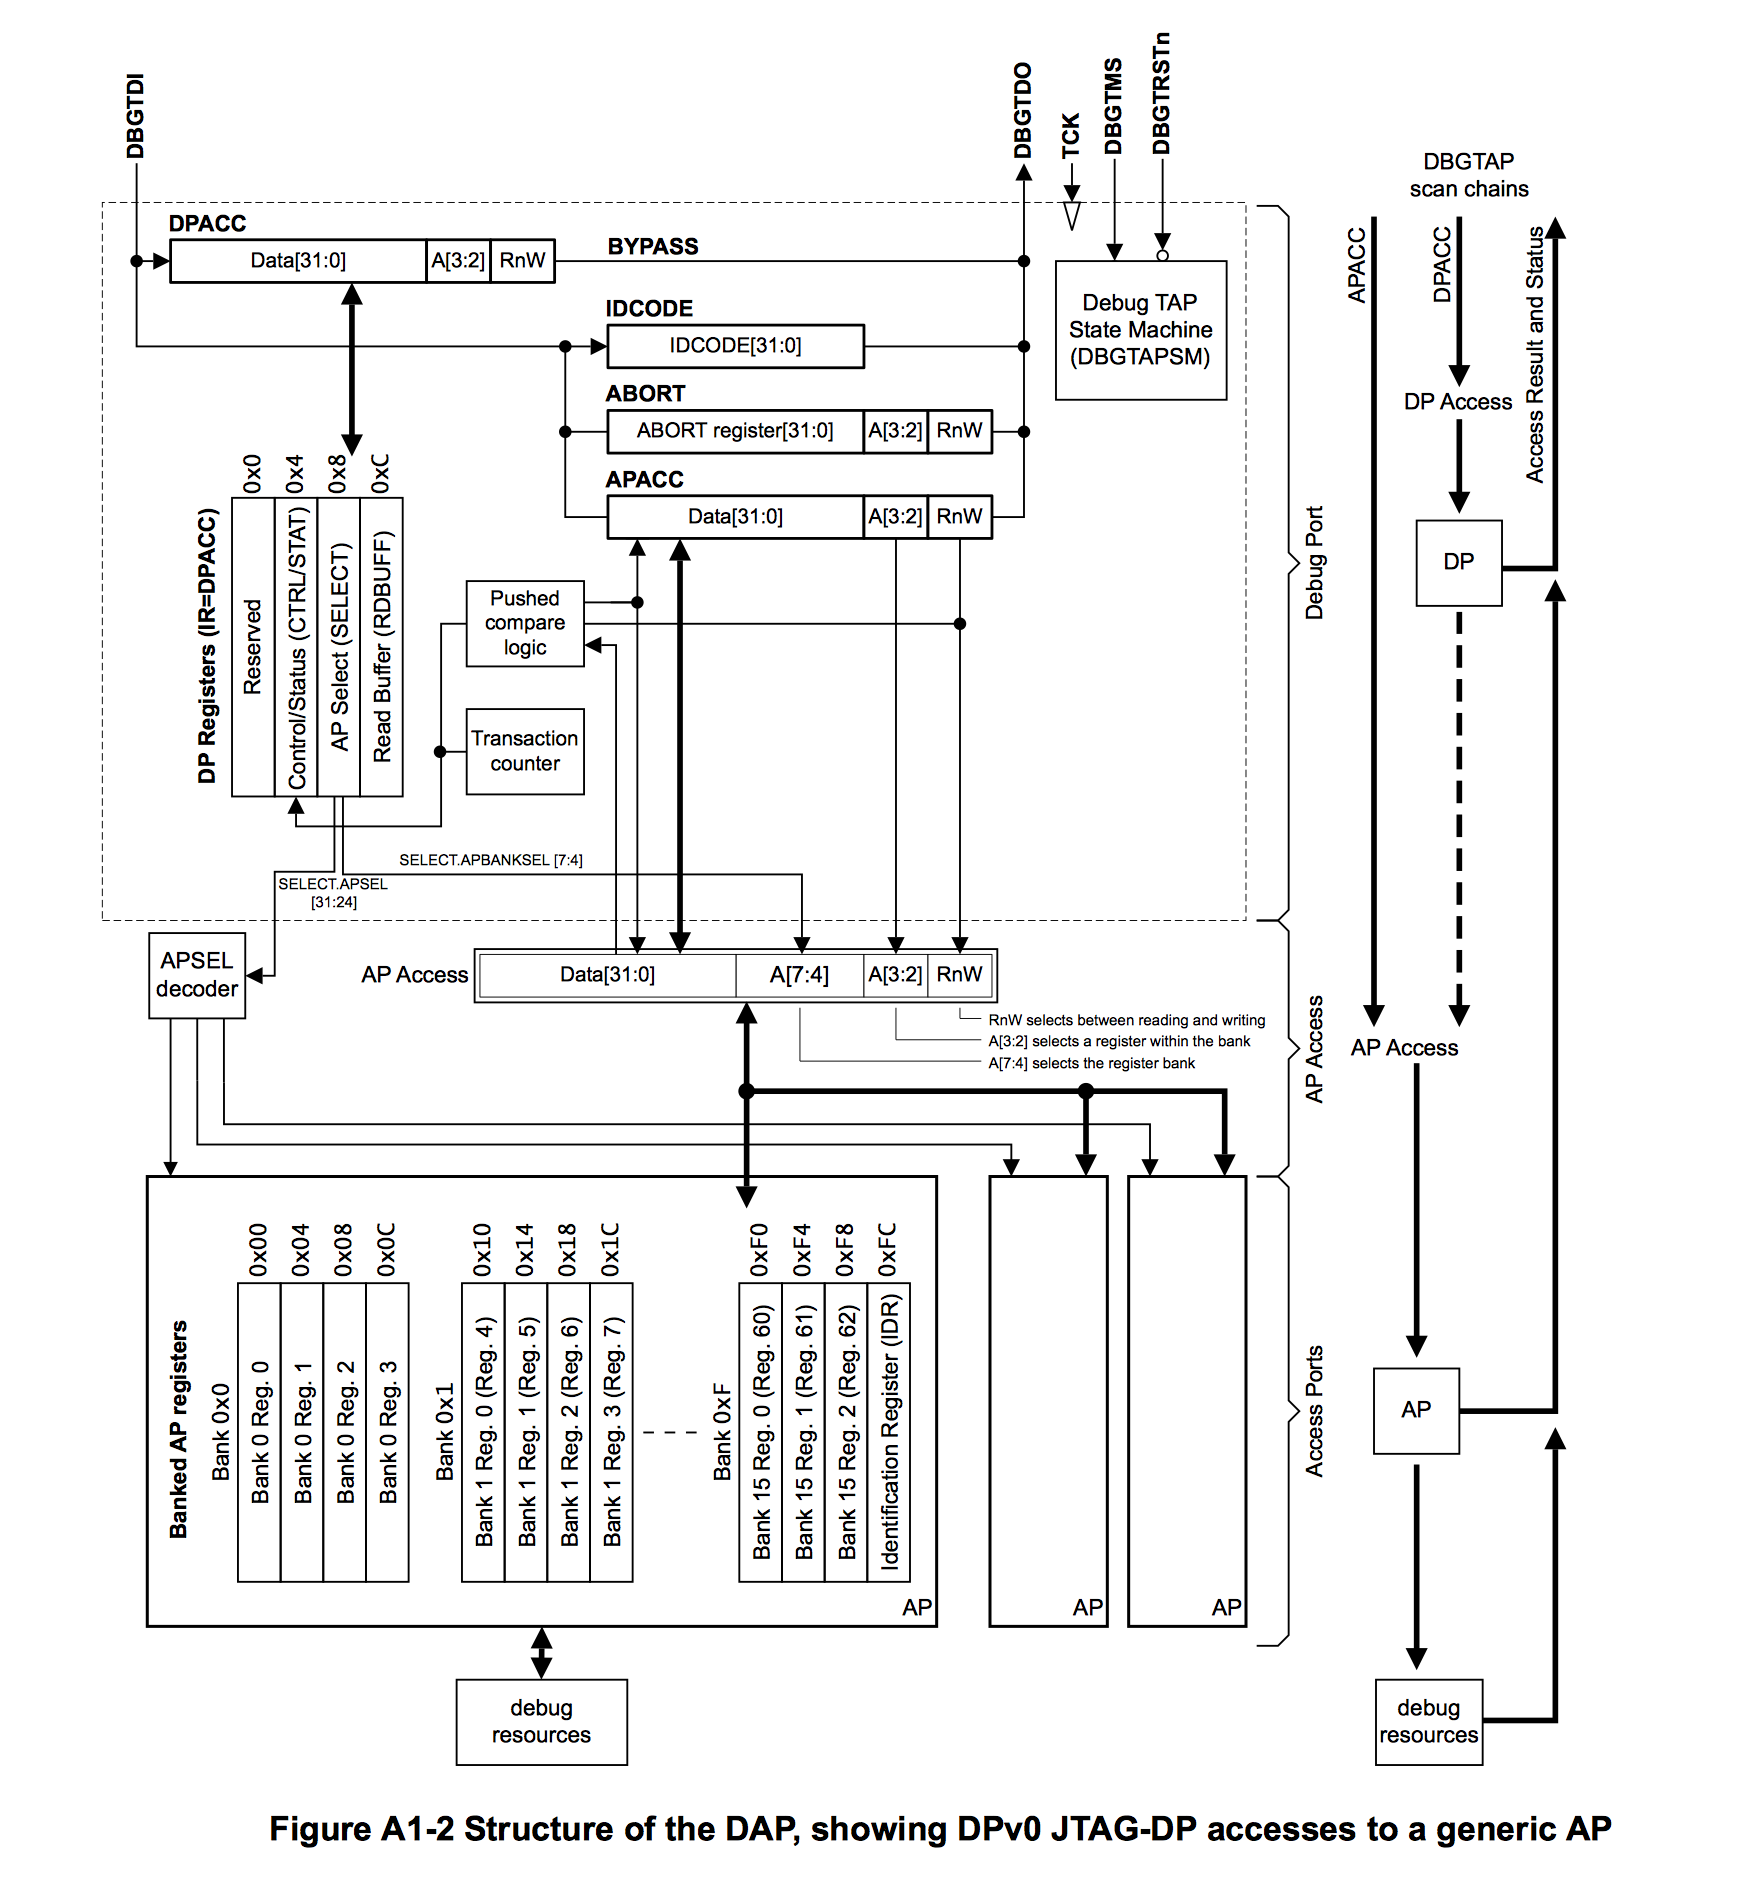 DBGTDI
DBGTDO
TCK
DBGTMS
DBGTRSTn
DBGTAP
scan chains
DPACC
Data[31:0] A[3:2] RnW
BYPASS
IDCODE
IDCODE[31:0]
ABORT
ABORT register[31:0] A[3:2] RnW
APACC
Data[31:0] A[3:2] RnW
Debug TAP
State Machine
(DBGTAPSM)
APACC
DPACC
Access Result and Status
DP Access
DP
DP Registers (IR=DPACC)
0x0
0x4
0x8
0xC
Reserved
Control/Status (CTRL/STAT)
AP Select (SELECT)
Read Buffer (RDBUFF)
Pushed
compare
logic
Transaction
counter
Debug Port
SELECT.APBANKSEL [7:4]
SELECT.APSEL
[31:24]
APSEL
decoder
AP Access
Data[31:0] A[7:4] A[3:2] RnW
RnW selects between reading and writing
A[3:2] selects a register within the bank
A[7:4] selects the register bank
AP Access
AP Access
Banked AP registers
Bank 0x0
0x00
0x04
0x08
0x0C
Bank 0 Reg. 0
Bank 0 Reg. 1
Bank 0 Reg. 2
Bank 0 Reg. 3
Bank 0x1
0x10
0x14
0x18
0x1C
Bank 1 Reg. 0 (Reg. 4)
Bank 1 Reg. 1 (Reg. 5)
Bank 1 Reg. 2 (Reg. 6)
Bank 1 Reg. 3 (Reg. 7)
Bank 0xF
0xF0
0xF4
0xF8
0xFC
Bank 15 Reg. 0 (Reg. 60)
Bank 15 Reg. 1 (Reg. 61)
Bank 15 Reg. 2 (Reg. 62)
Identification Register (IDR)
AP
AP
AP
Access Ports
AP
debug
resources
debug
resources
Figure A1-2 Structure of the DAP, showing DPv0 JTAG-DP accesses to a generic AP